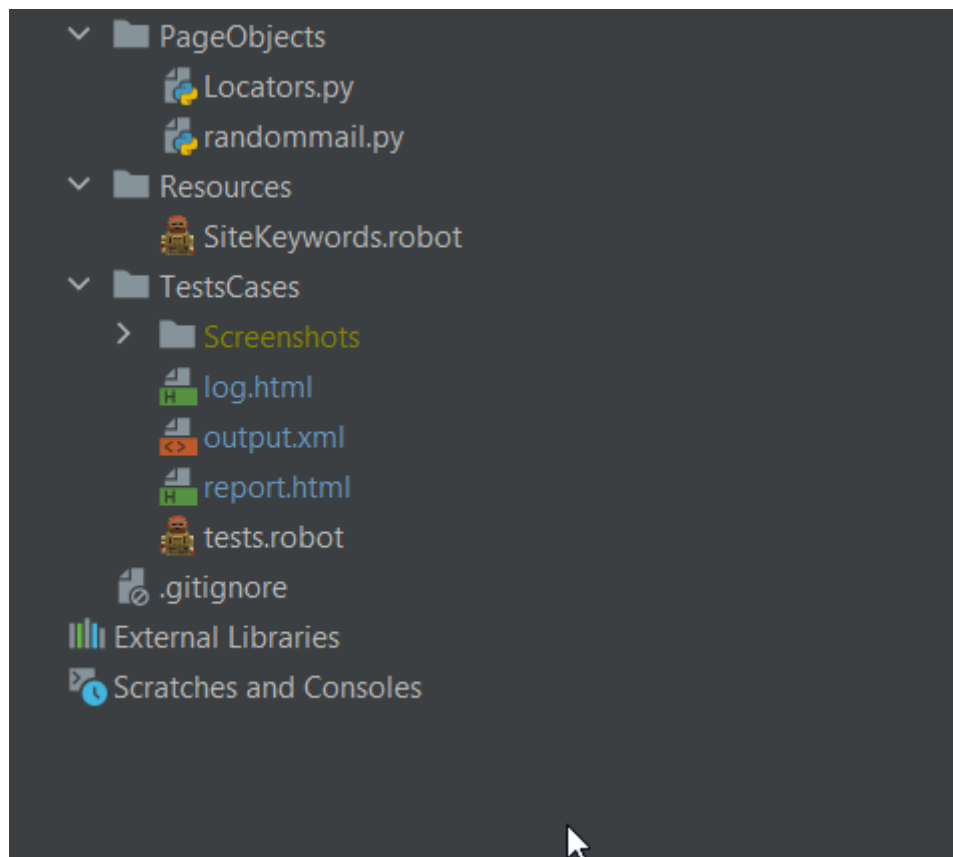 PageObjects
Locators.py
randommail.py
Resources
SiteKeywords.robot
TestsCases
Screenshots
log.html
output.xml
report.html
tests.robot
.gitignore
External Libraries
Scratches and Consoles